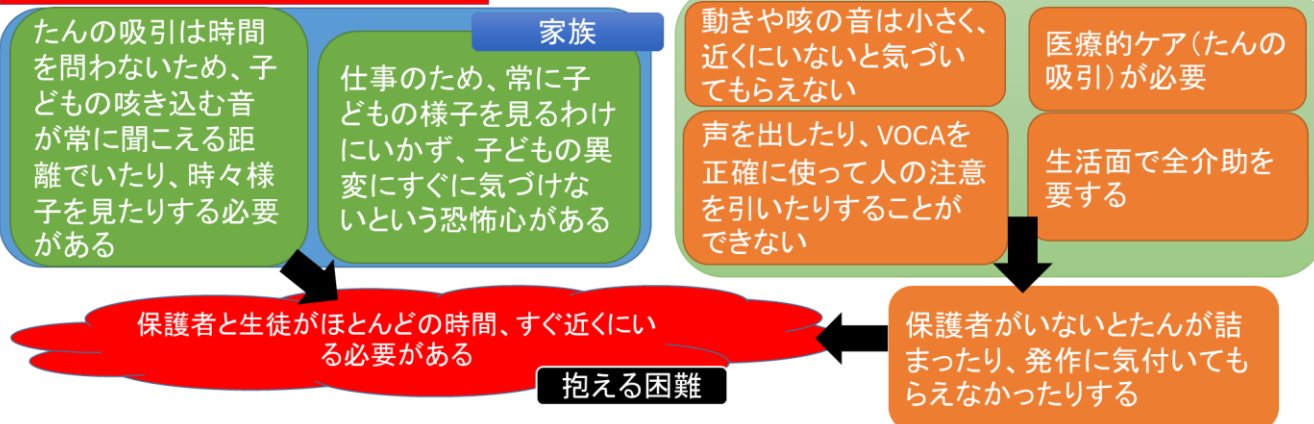 家族
たんの吸引は時間
を問わないため、子
どもの咳き込む音
が常に聞こえる距
離でいたり、時々様
子を見たりする必要
がある
仕事のため、常に子
どもの様子を見るわけ
にいかず、子どもの異
変にすぐに気づけな
いという恐怖心がある
動きや咳の音は小さく、
近くにいないと気づい
てもらえない
医療的ケア（たんの
吸引）が必要
声を出したり、VOCAを
正確に使って人の注意
を引いたりすることが
できない
生活面で全介助を
要する
保護者と生徒がほとんどの時間、すぐ近くにい
る必要がある
抱える困難
保護者がいないとたんが詰
まったり、発作に気付いても
らえなかったりする